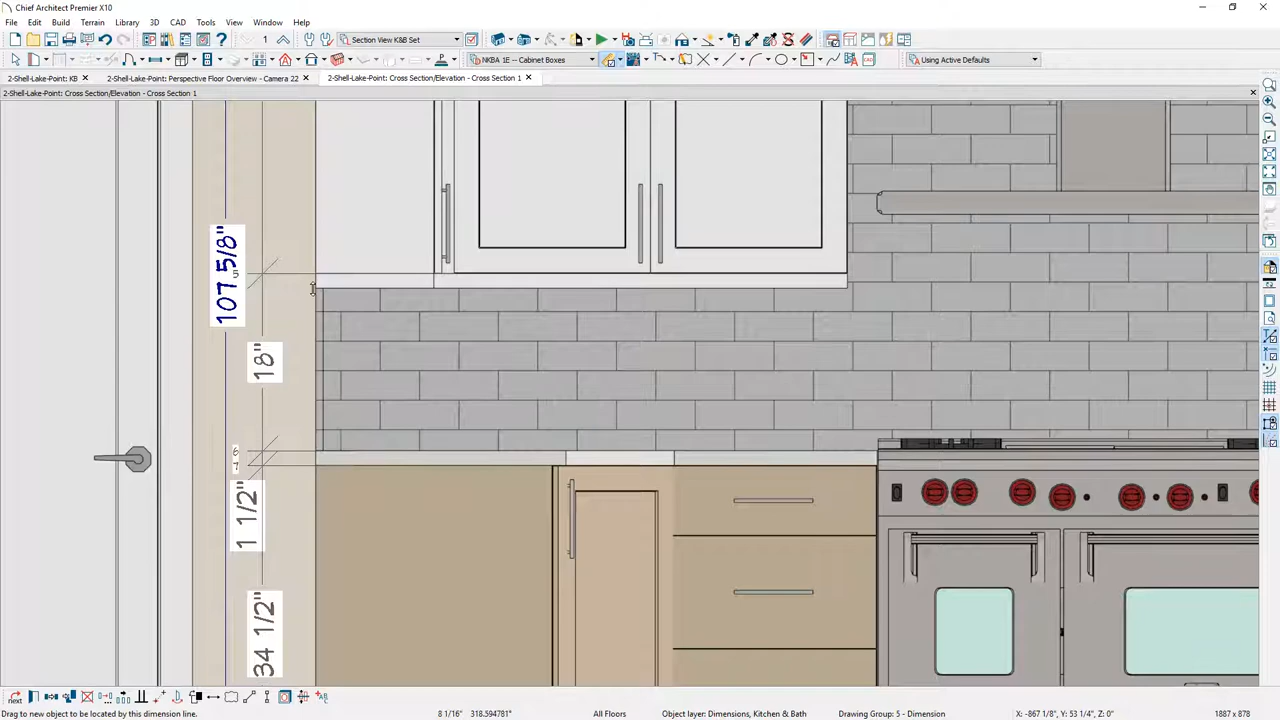 Chief Architect Premier X10
File Edit Build Terrain Library 3D CAD Tools View Window Help
Section View K&B Set
NKBA 1E -- Cabinet Boxes
Using Active Defaults
2-Shell-Lake-Point: KB
2-Shell-Lake-Point: Perspective Floor Overview - Camera 22
2-Shell-Lake-Point: Cross Section/Elevation - Cross Section 1
2-Shell-Lake-Point: Cross Section/Elevation - Cross Section 1
107 5/8"
5
18"
6
7
1 1/2"
34 1/2"
next
Drag to new object to be located by this dimension line.
8 1/16" 318.594781°
All Floors
Object layer: Dimensions, Kitchen & Bath
Drawing Group: 5 - Dimension
X: -867 1/8", Y: 53 1/4", Z: 0"
1887 x 878